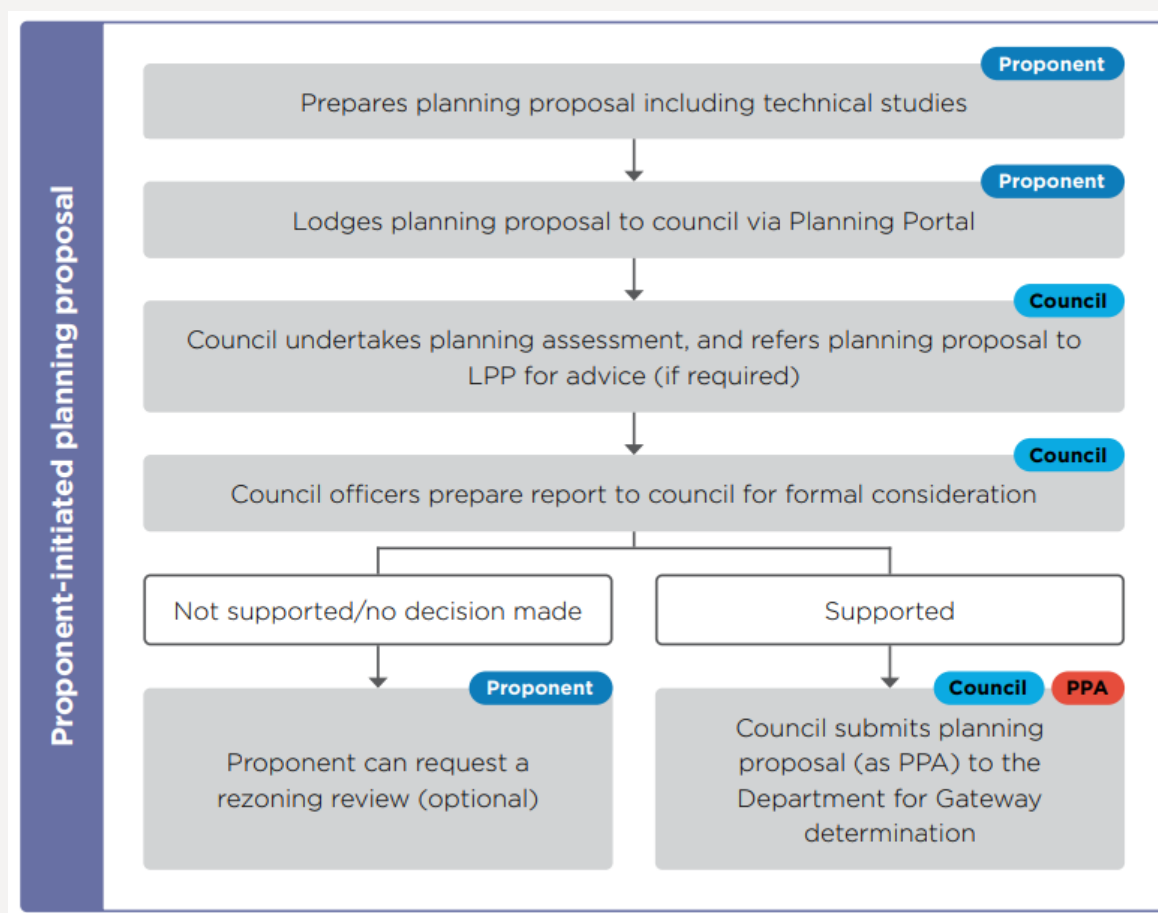 Proponent-initiated planning proposal
Proponent
Prepares planning proposal including technical studies
Proponent
Lodges planning proposal to council via Planning Portal
Council
Council undertakes planning assessment, and refers planning proposal to
LPP for advice (if required)
Council
Council officers prepare report to council for formal consideration
Not supported/no decision made
Supported
Proponent
Proponent can request a
rezoning review (optional)
Council PPA
Council submits planning
proposal (as PPA) to the
Department for Gateway
determination